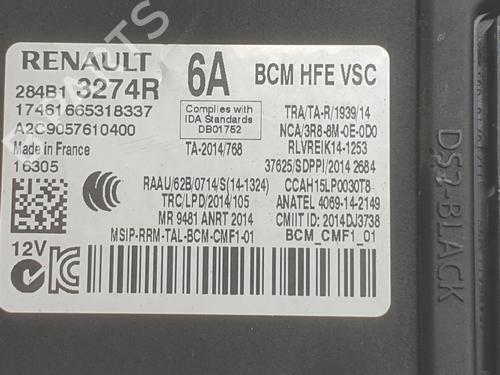 RENAULT
6A
BCM HFE VSC
284B1 3274R
17461665318337
A2C9057610400
Made in France
16305
Complies with
IDA Standards
DB01752
TA-2014/768
TRA/TA-R/1939/14
NCA/3R8-8M-0E-0D0
RLVREIK14-1253
37625/SDPPI/2014 2684
RAAU/62B/0714/S(14-1324)
CCAH15LP0030T8
TRC/LPD/2014/105
ANATEL 4069-14-2149
MR 9481 ANRT 2014
CMIIT ID: 2014DJ3738
MSIP-RRM-TAL-BCM-CMF1-01
BCM_CMF1_01
12V
DS7-BLACK